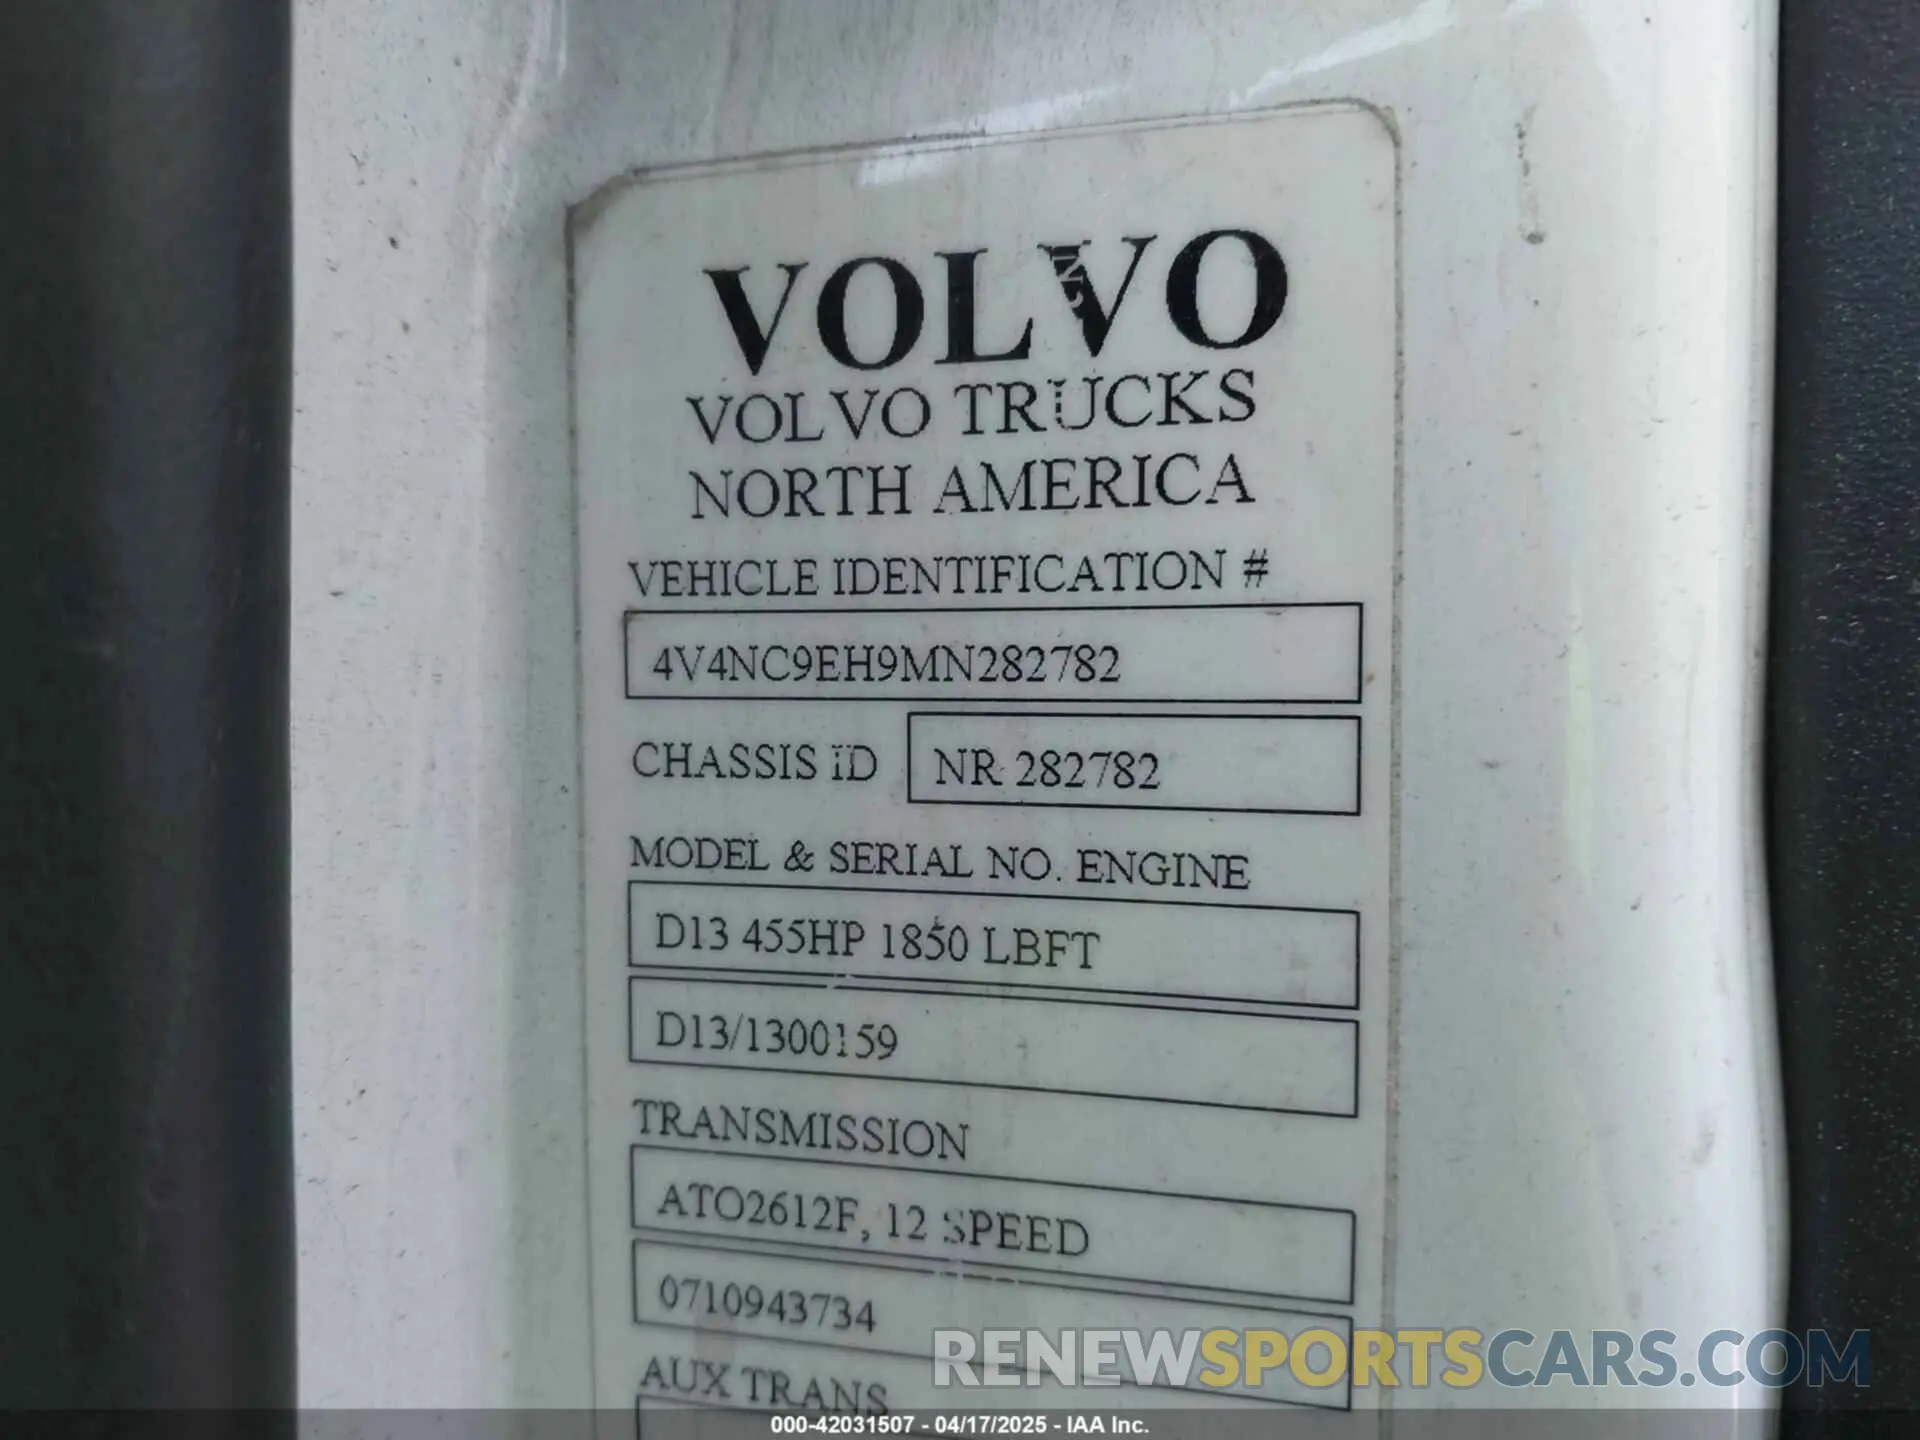 VOLVO
VOLVO TRUCKS
NORTH AMERICA
VEHICLE IDENTIFICATION #
4V4NC9EH9MN282782
CHASSIS ID NR 282782
MODEL & SERIAL NO. ENGINE
D13 455HP 1850 LBFT
D13/1300159
TRANSMISSION
ATO2612F, 12 SPEED
0710943734
AUX TRANS
RENEWSPORTSCARS.COM
000-42031507 - 04/17/2025 - IAA Inc.